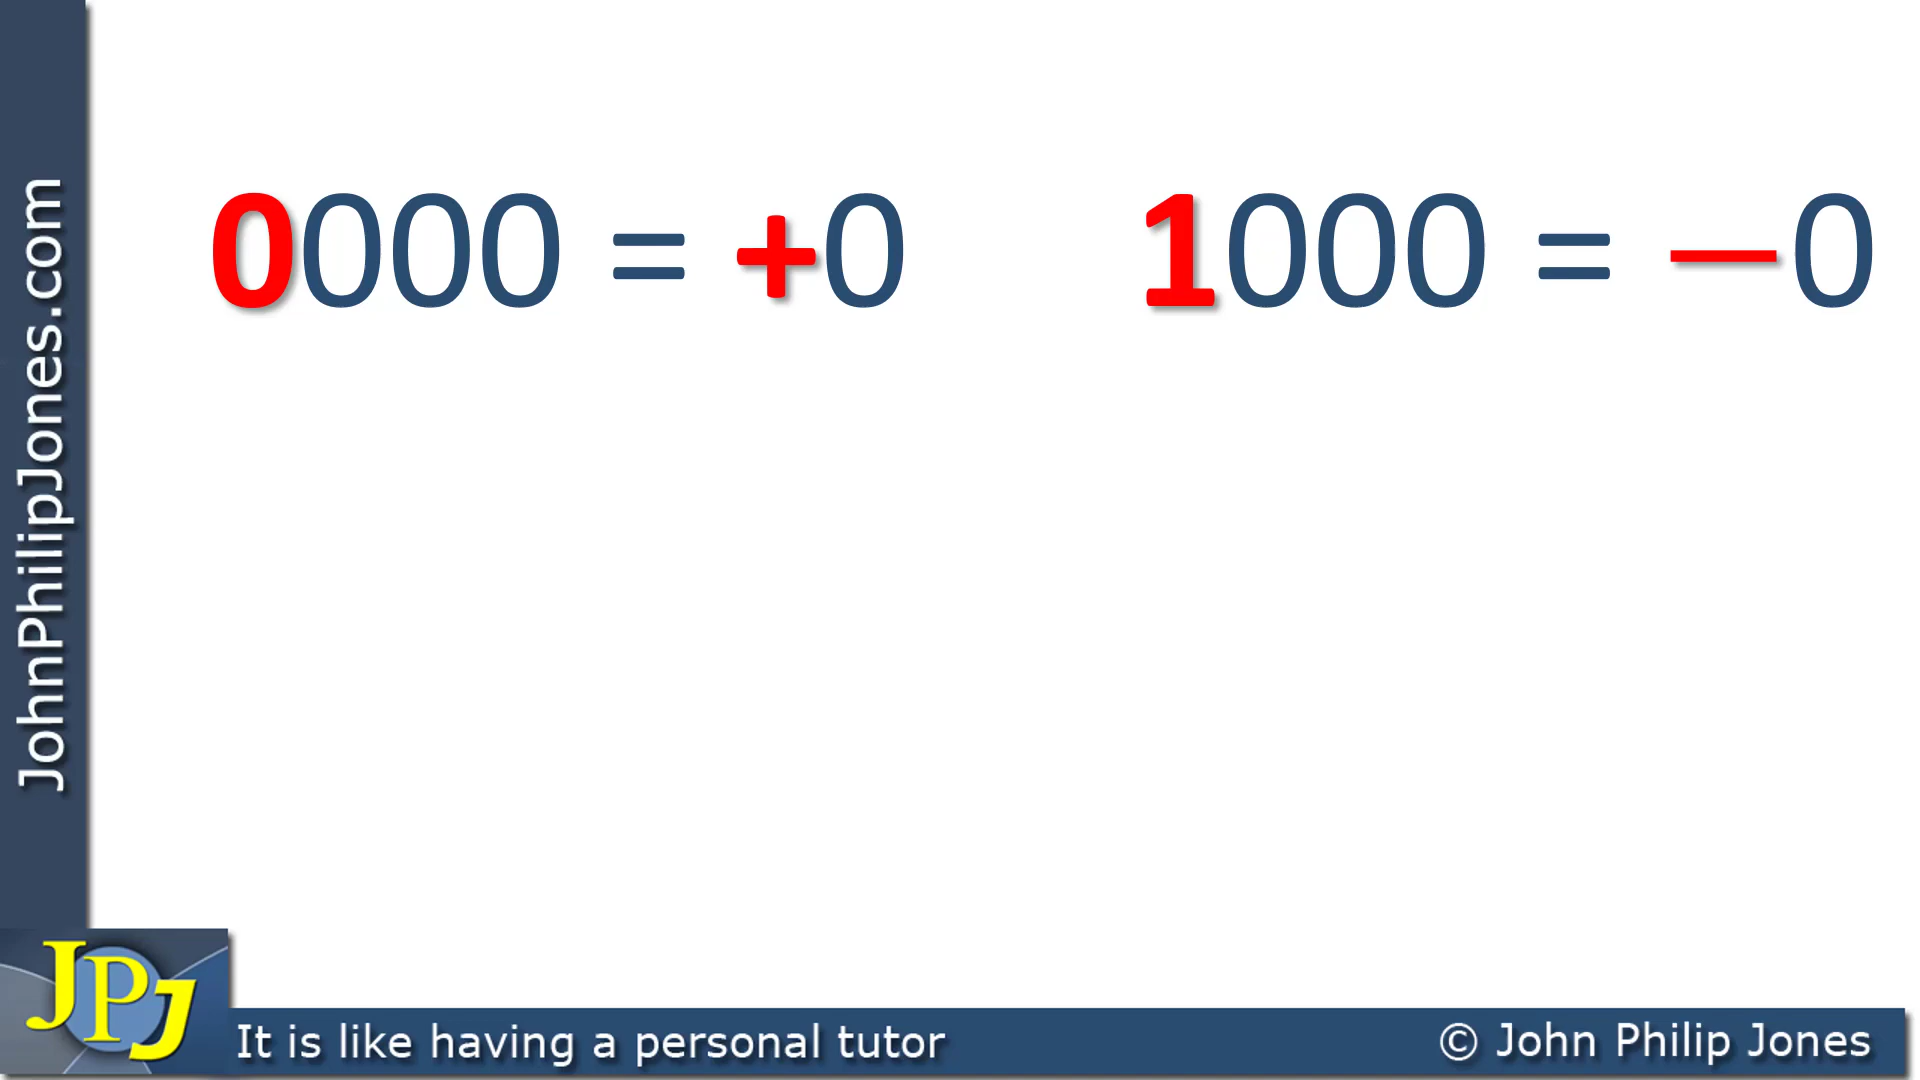 0000 = +0
1000 = —0
JohnPhilipJones.com
JPJ
It is like having a personal tutor
© John Philip Jones